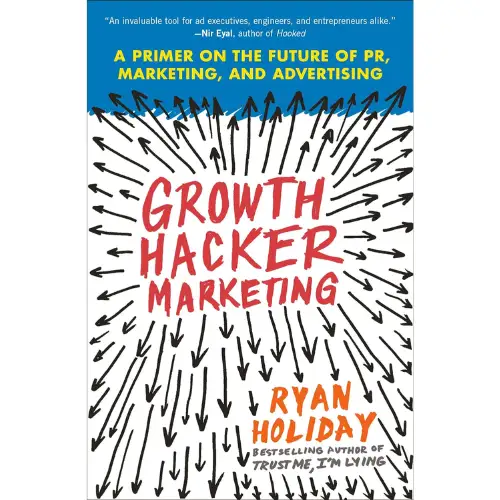 “An invaluable tool for ad executives, engineers, and entrepreneurs alike.”
—Nir Eyal, author of Hooked
A PRIMER ON THE FUTURE OF PR,
MARKETING, AND ADVERTISING
GROWTH
HACKER
MARKETING
RYAN
HOLIDAY
BESTSELLING AUTHOR OF
TRUST ME, I'M LYING